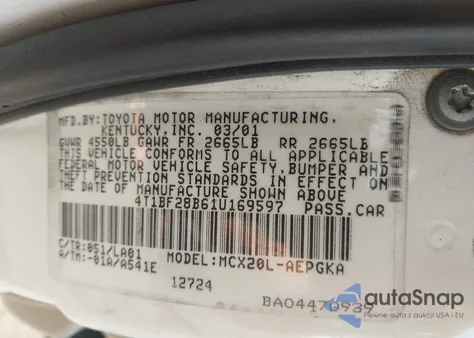 MFD.BY:TOYOTA MOTOR MANUFACTURING,
KENTUCKY,INC. 03/01
GVWR 4550LB GAWR FR 2665LB RR 2665LB
THIS VEHICLE CONFORMS TO ALL APPLICABLE
FEDERAL MOTOR VEHICLE SAFETY,BUMPER AND
THEFT PREVENTION STANDARDS IN EFFECT ON
THE DATE OF MANUFACTURE SHOWN ABOVE
4T1BF28B61U169597 PASS.CAR
C/TR:051/LA01 MODEL:MCX20L-AEPGKA
A/TM:-01A/A541E
12724
BA04470939
autoSnap
Pewne auto z aukcji w USA i EU